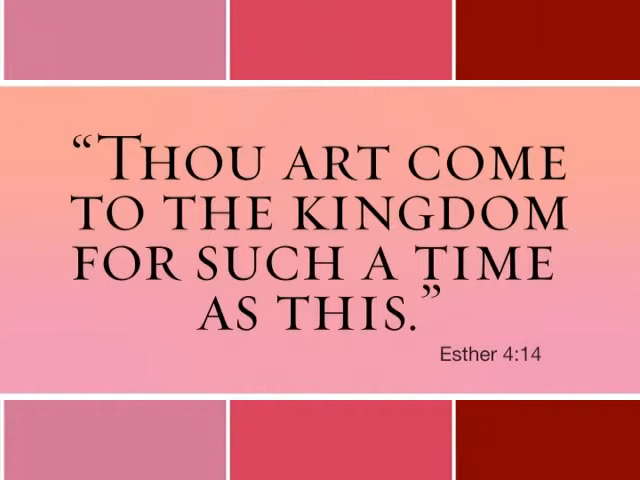 “Thou art come
to the kingdom
for such a time
as this.”
Esther 4:14